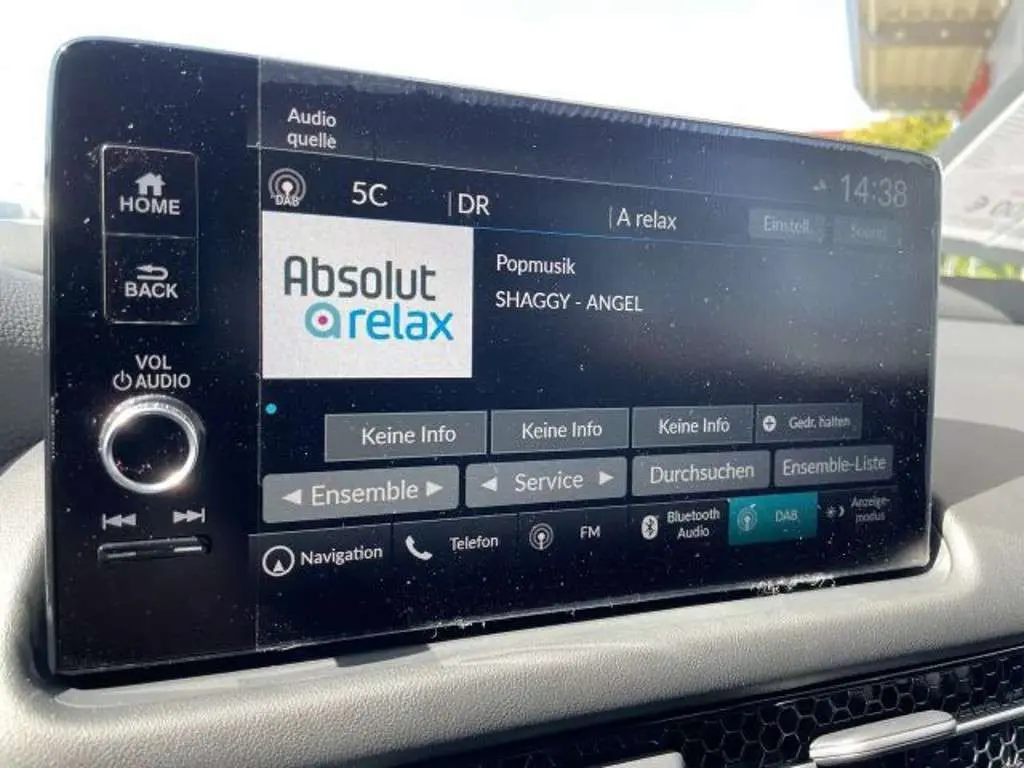 Audio
quelle
HOME
DAB 5C DR A relax 14:38
Einstell. Sound
BACK
Absolut
relax
Popmusik
SHAGGY - ANGEL
VOL
AUDIO
Keine Info Keine Info Keine Info Gedr. halten
Ensemble Service Durchsuchen Ensemble-Liste
Navigation Telefon FM Bluetooth
Audio DAB Anzeige-
modus